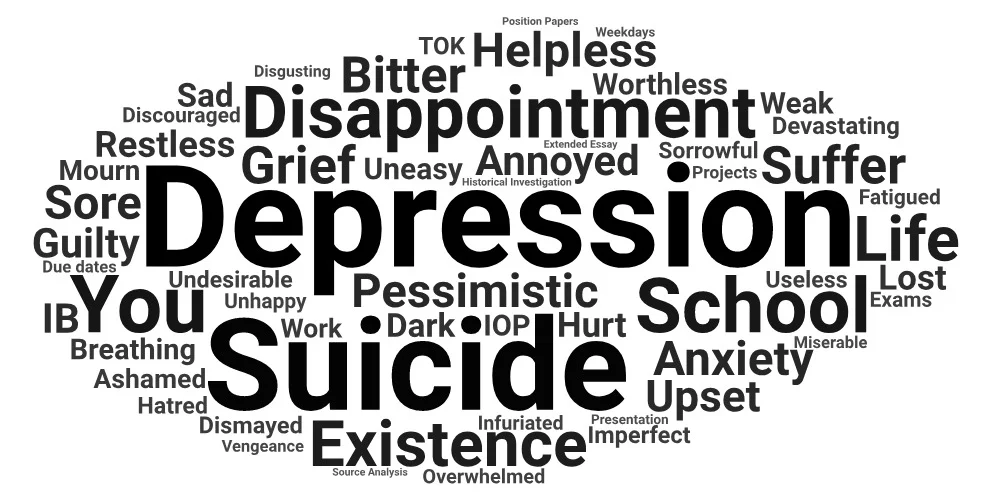 Position Papers
Weekdays
TOK
Helpless
Disgusting
Bitter
Worthless
Sad
Disappointment
Weak
Discouraged
Devastating
Restless
Extended Essay
Grief
Uneasy
Annoyed
Sorrowful
Suffer
Mourn
Projects
Historical Investigation
Sore
Depression
Fatigued
Guilty
Life
Due dates
Undesirable
Pessimistic
Useless
Lost
IB
You
Unhappy
School
Exams
Work
Dark
IOP
Hurt
Breathing
Suicide
Anxiety
Miserable
Ashamed
Upset
Hatred
Dismayed
Infuriated
Presentation
Vengeance
Existence
Imperfect
Source Analysis
Overwhelmed